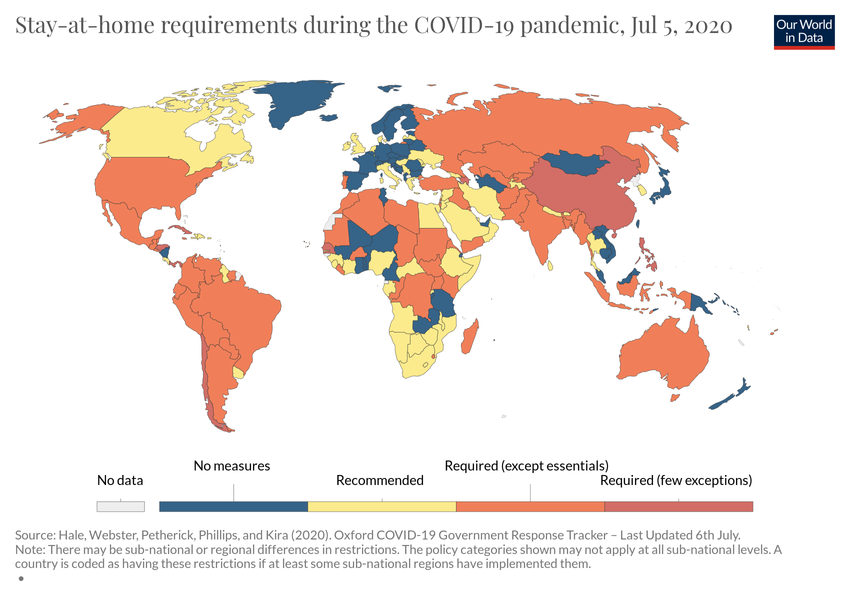 Stay-at-home requirements during the COVID-19 pandemic, Jul 5, 2020
Our World
in Data
No data
No measures
Recommended
Required (except essentials)
Required (few exceptions)
Source: Hale, Webster, Petherick, Phillips, and Kira (2020). Oxford COVID-19 Government Response Tracker – Last Updated 6th July.
Note: There may be sub-national or regional differences in restrictions. The policy categories shown may not apply at all sub-national levels. A
country is coded as having these restrictions if at least some sub-national regions have implemented them.
•